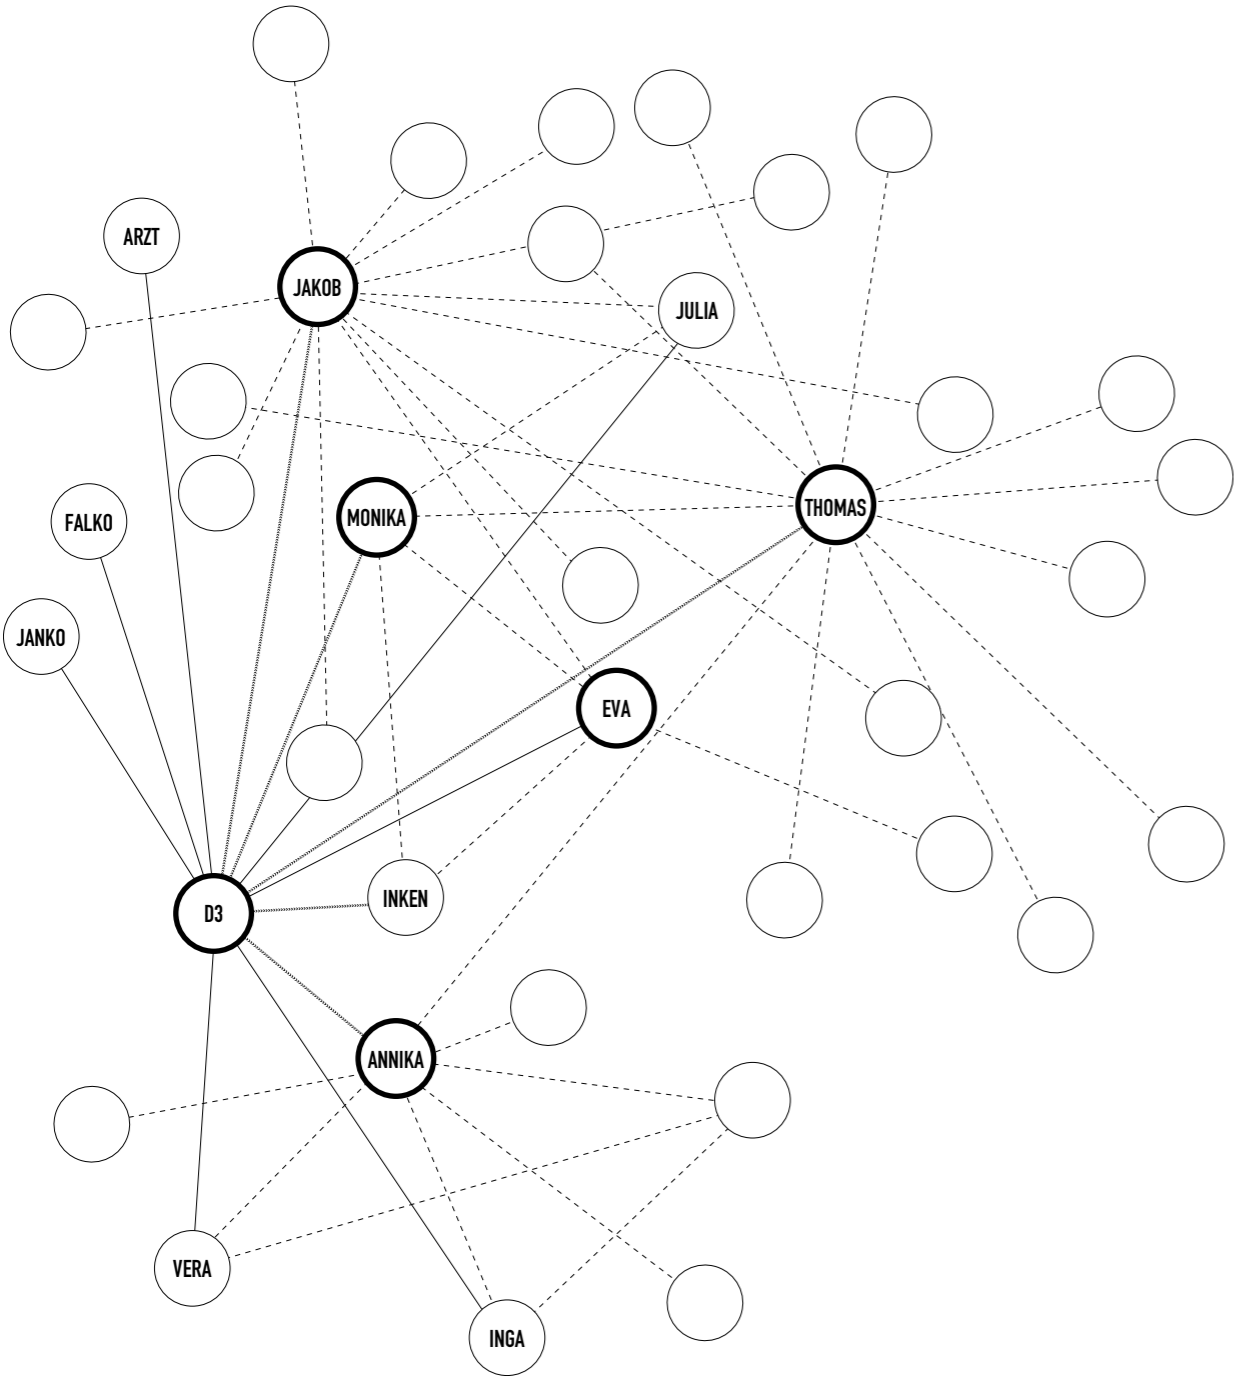 ARZT
JAKOB
JULIA
FALKO
MONIKA
THOMAS
JANKO
EVA
INKEN
D3
ANNIKA
VERA
INGA